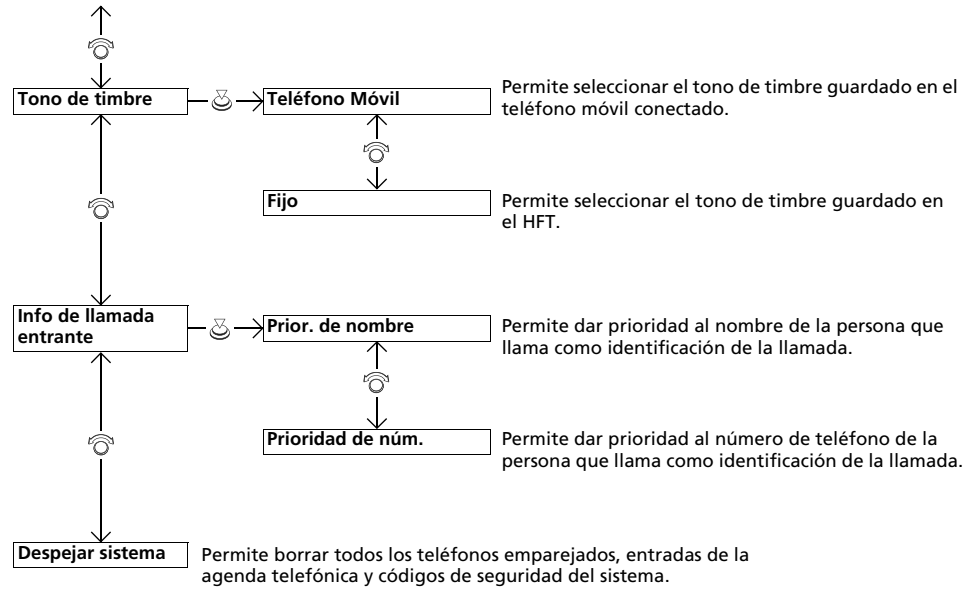 Tono de timbre
Teléfono Móvil
Permite seleccionar el tono de timbre guardado en el
teléfono móvil conectado.
Fijo
Permite seleccionar el tono de timbre guardado en
el HFT.
Info de llamada
entrante
Prior. de nombre
Permite dar prioridad al nombre de la persona que
llama como identificación de la llamada.
Prioridad de núm.
Permite dar prioridad al número de teléfono de la
persona que llama como identificación de la llamada.
Despejar sistema
Permite borrar todos los teléfonos emparejados, entradas de la
agenda telefónica y códigos de seguridad del sistema.